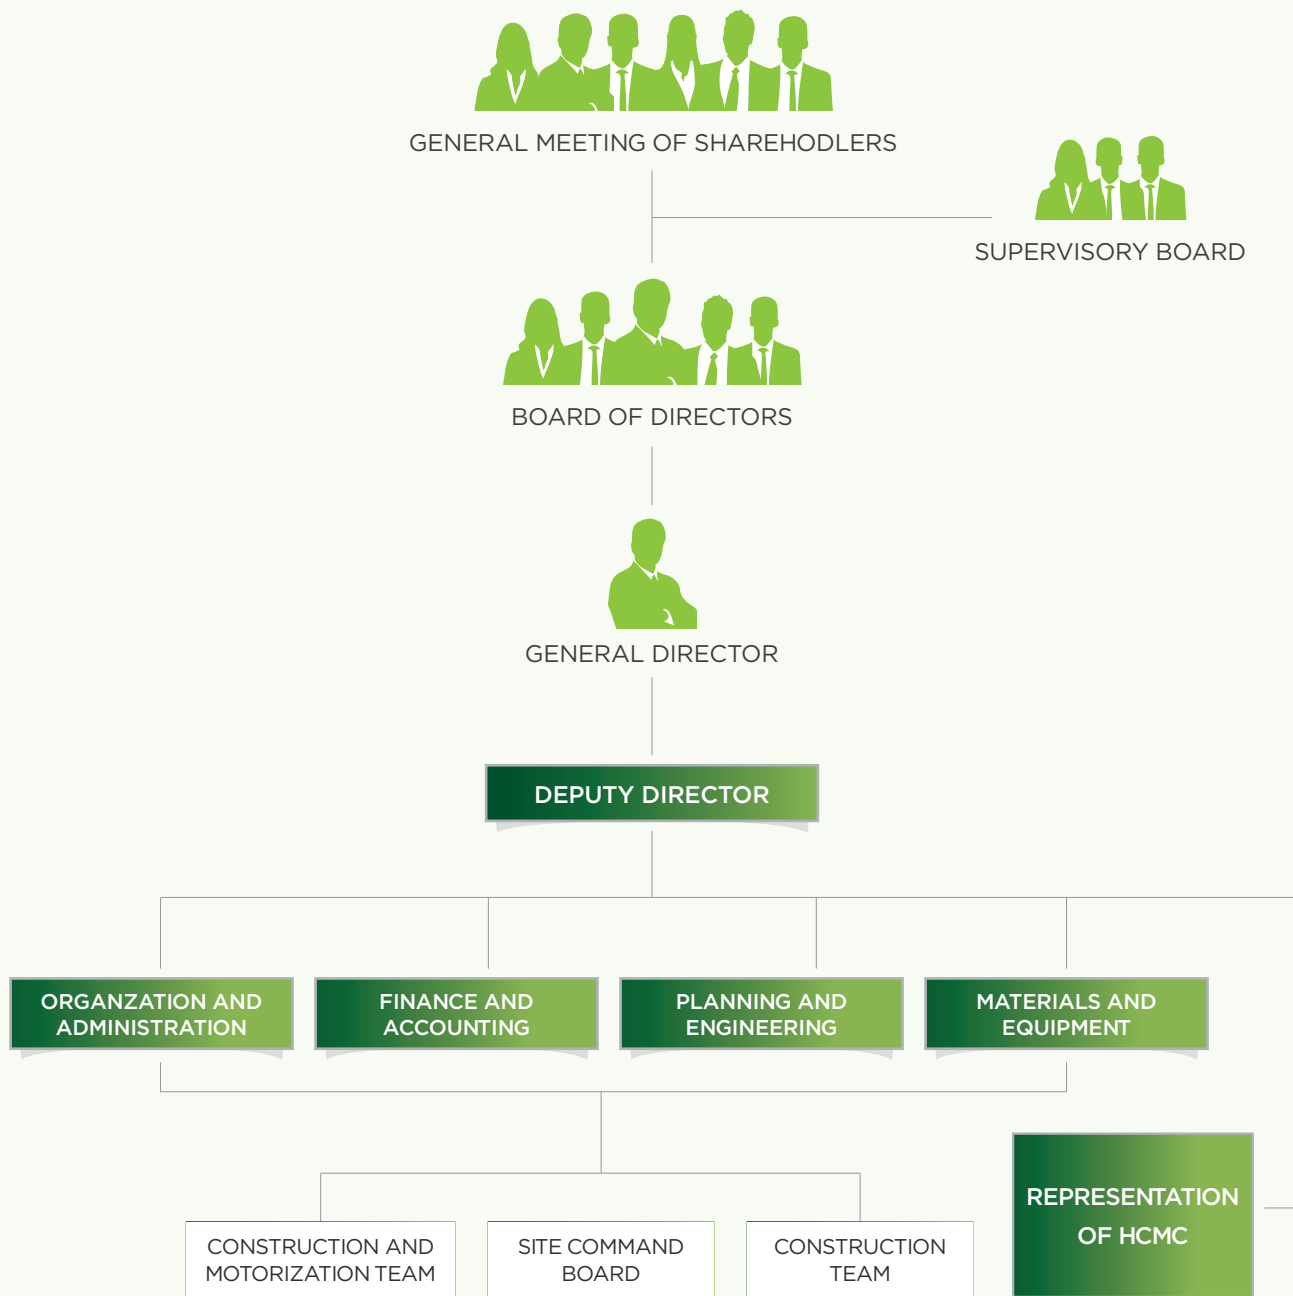 GENERAL MEETING OF SHAREHODLERS
SUPERVISORY BOARD
BOARD OF DIRECTORS
GENERAL DIRECTOR
DEPUTY DIRECTOR
ORGANZATION AND
ADMINISTRATION
FINANCE AND
ACCOUNTING
PLANNING AND
ENGINEERING
MATERIALS AND
EQUIPMENT
REPRESENTATION
OF HCMC
CONSTRUCTION AND
MOTORIZATION TEAM
SITE COMMAND
BOARD
CONSTRUCTION
TEAM